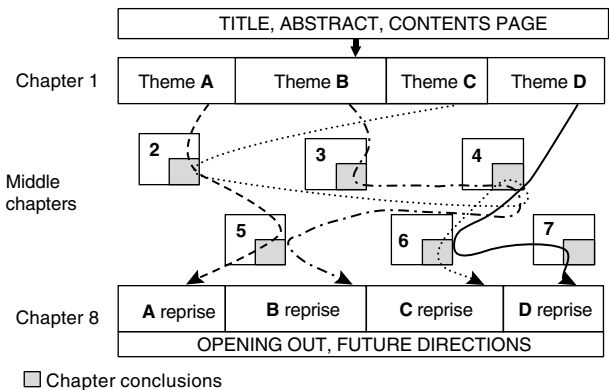 TITLE, ABSTRACT, CONTENTS PAGE
Chapter 1
Theme A
Theme B
Theme C
Theme D
2
3
4
Middle
chapters
5
6
7
Chapter 8
A reprise
B reprise
C reprise
D reprise
OPENING OUT, FUTURE DIRECTIONS
Chapter conclusions